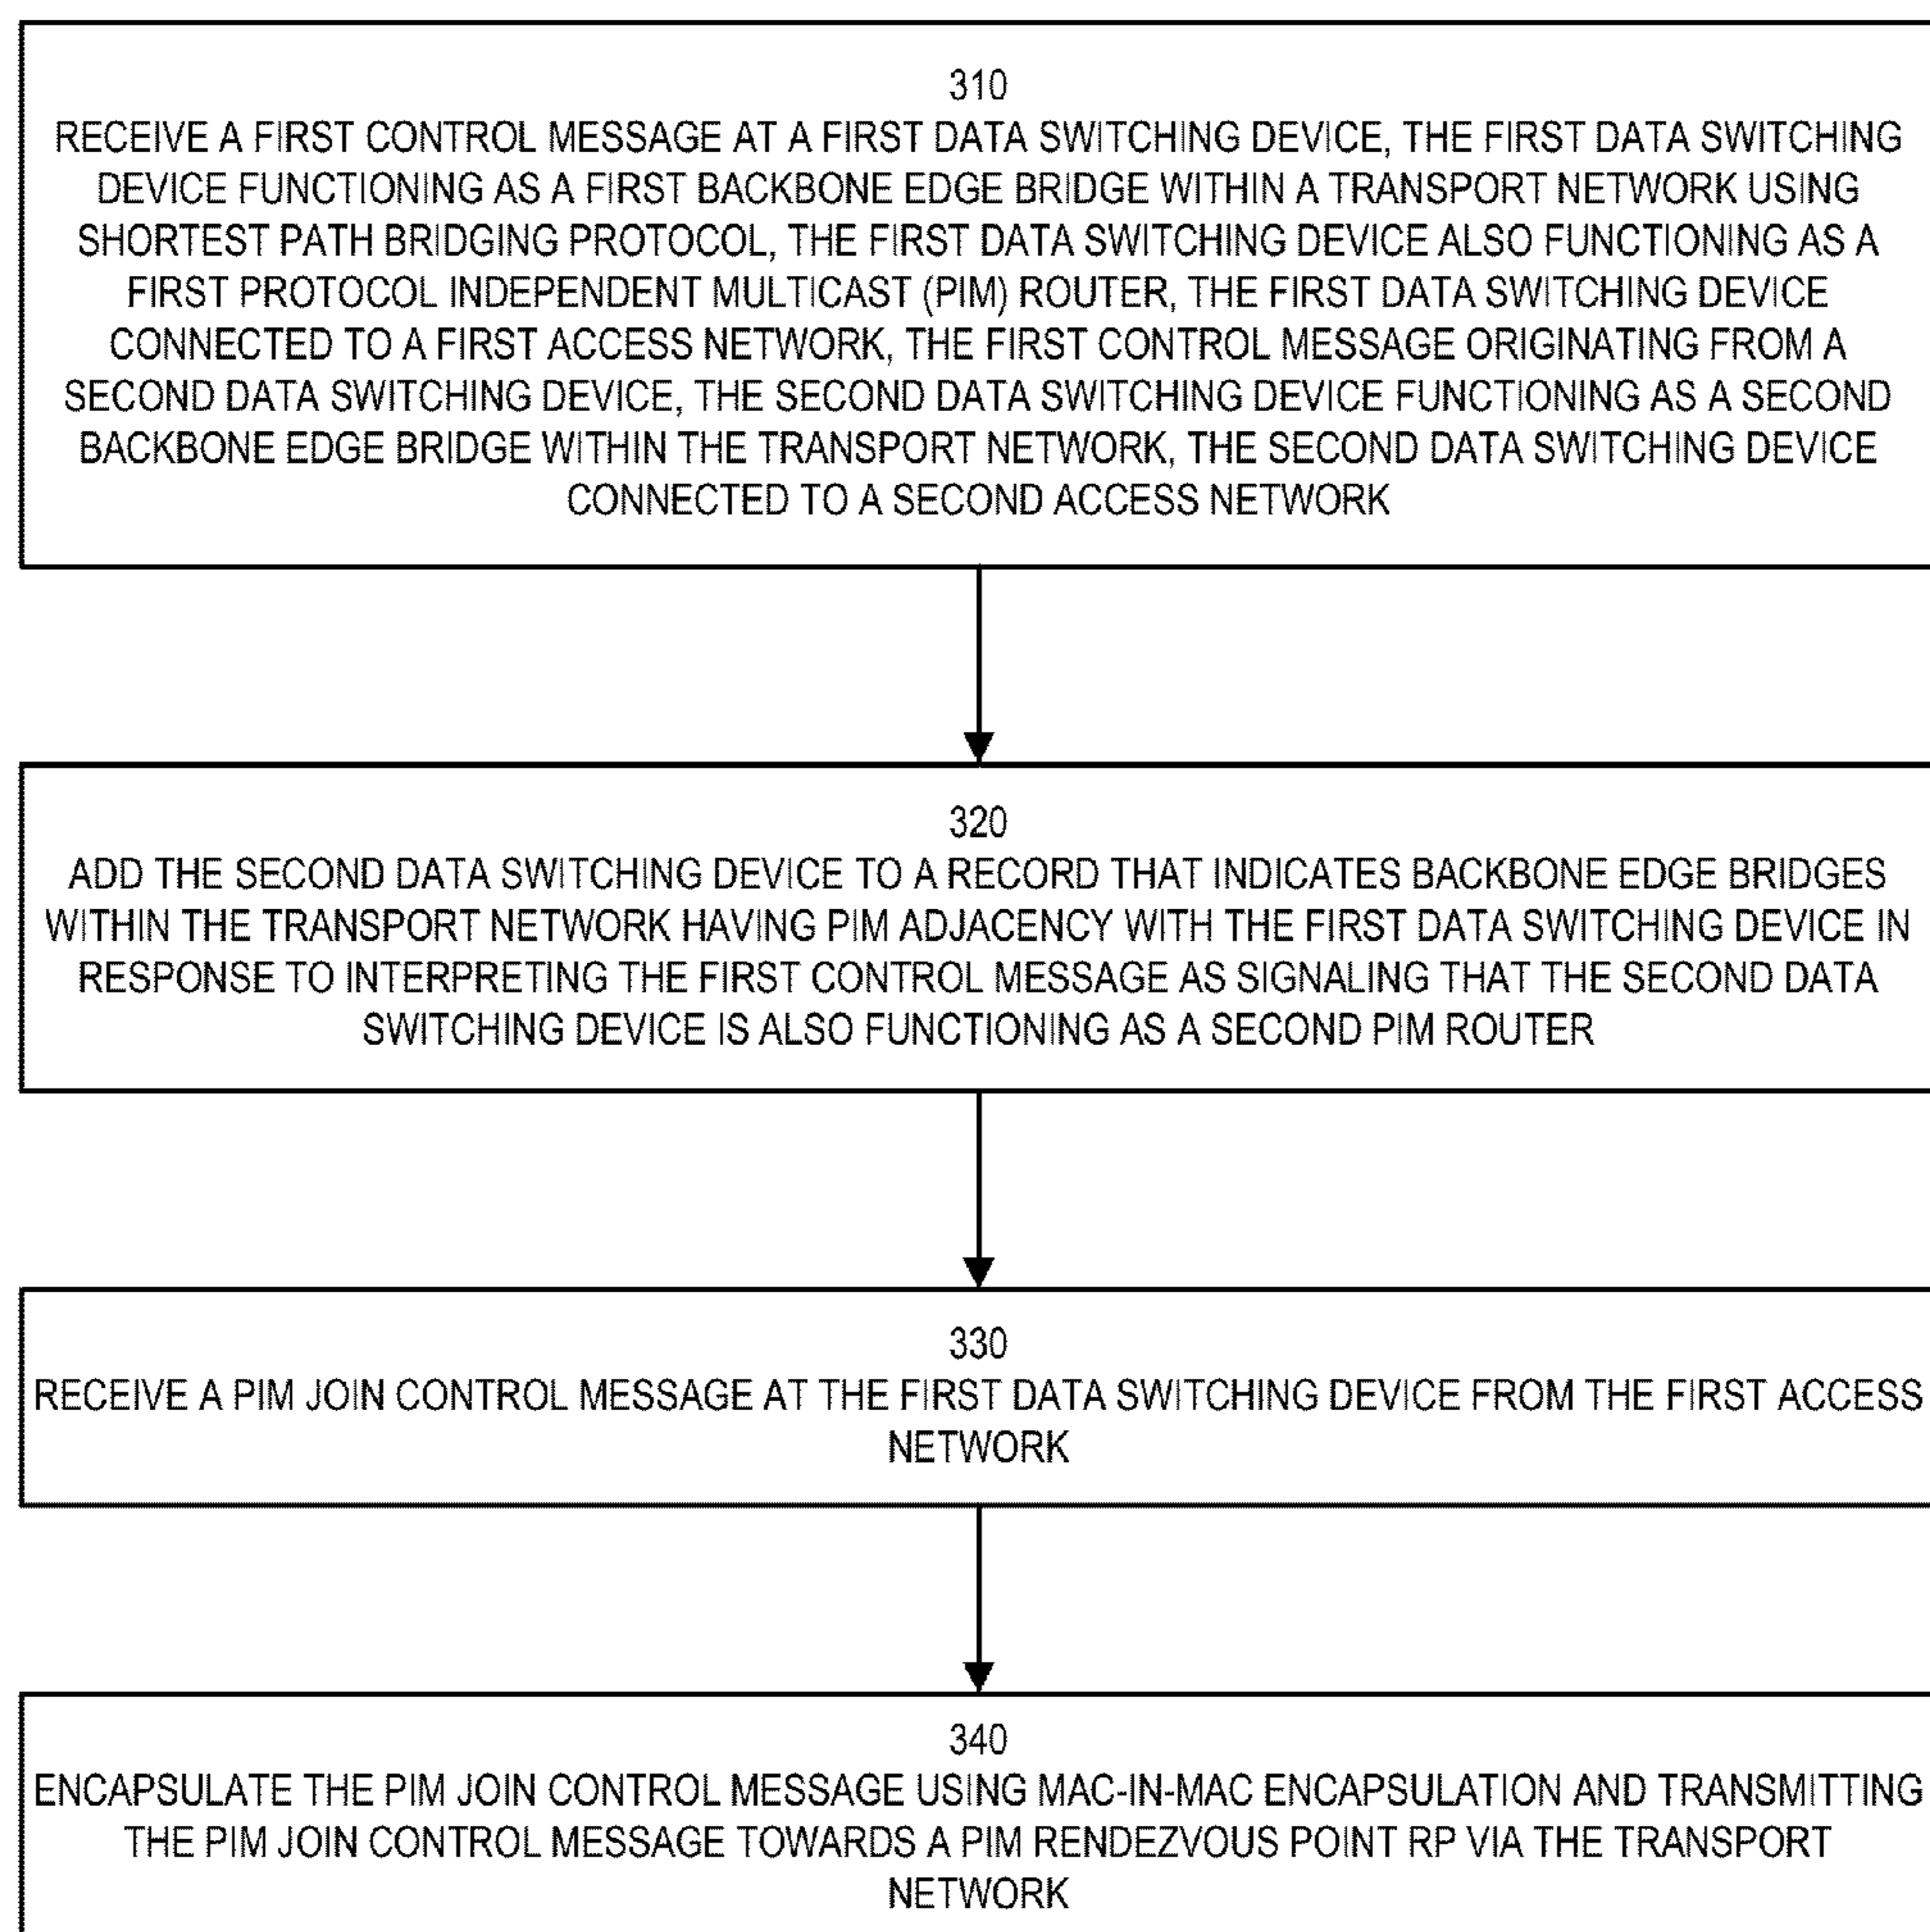 310
RECEIVE A FIRST CONTROL MESSAGE AT A FIRST DATA SWITCHING DEVICE, THE FIRST DATA SWITCHING
DEVICE FUNCTIONING AS A FIRST BACKBONE EDGE BRIDGE WITHIN A TRANSPORT NETWORK USING
SHORTEST PATH BRIDGING PROTOCOL, THE FIRST DATA SWITCHING DEVICE ALSO FUNCTIONING AS A
FIRST PROTOCOL INDEPENDENT MULTICAST (PIM) ROUTER, THE FIRST DATA SWITCHING DEVICE
CONNECTED TO A FIRST ACCESS NETWORK, THE FIRST CONTROL MESSAGE ORIGINATING FROM A
SECOND DATA SWITCHING DEVICE, THE SECOND DATA SWITCHING DEVICE FUNCTIONING AS A SECOND
BACKBONE EDGE BRIDGE WITHIN THE TRANSPORT NETWORK, THE SECOND DATA SWITCHING DEVICE
CONNECTED TO A SECOND ACCESS NETWORK
320
ADD THE SECOND DATA SWITCHING DEVICE TO A RECORD THAT INDICATES BACKBONE EDGE BRIDGES
WITHIN THE TRANSPORT NETWORK HAVING PIM ADJACENCY WITH THE FIRST DATA SWITCHING DEVICE IN
RESPONSE TO INTERPRETING THE FIRST CONTROL MESSAGE AS SIGNALING THAT THE SECOND DATA
SWITCHING DEVICE IS ALSO FUNCTIONING AS A SECOND PIM ROUTER
330
RECEIVE A PIM JOIN CONTROL MESSAGE AT THE FIRST DATA SWITCHING DEVICE FROM THE FIRST ACCESS
NETWORK
340
ENCAPSULATE THE PIM JOIN CONTROL MESSAGE USING MAC-IN-MAC ENCAPSULATION AND TRANSMITTING
THE PIM JOIN CONTROL MESSAGE TOWARDS A PIM RENDEZVOUS POINT RP VIA THE TRANSPORT
NETWORK